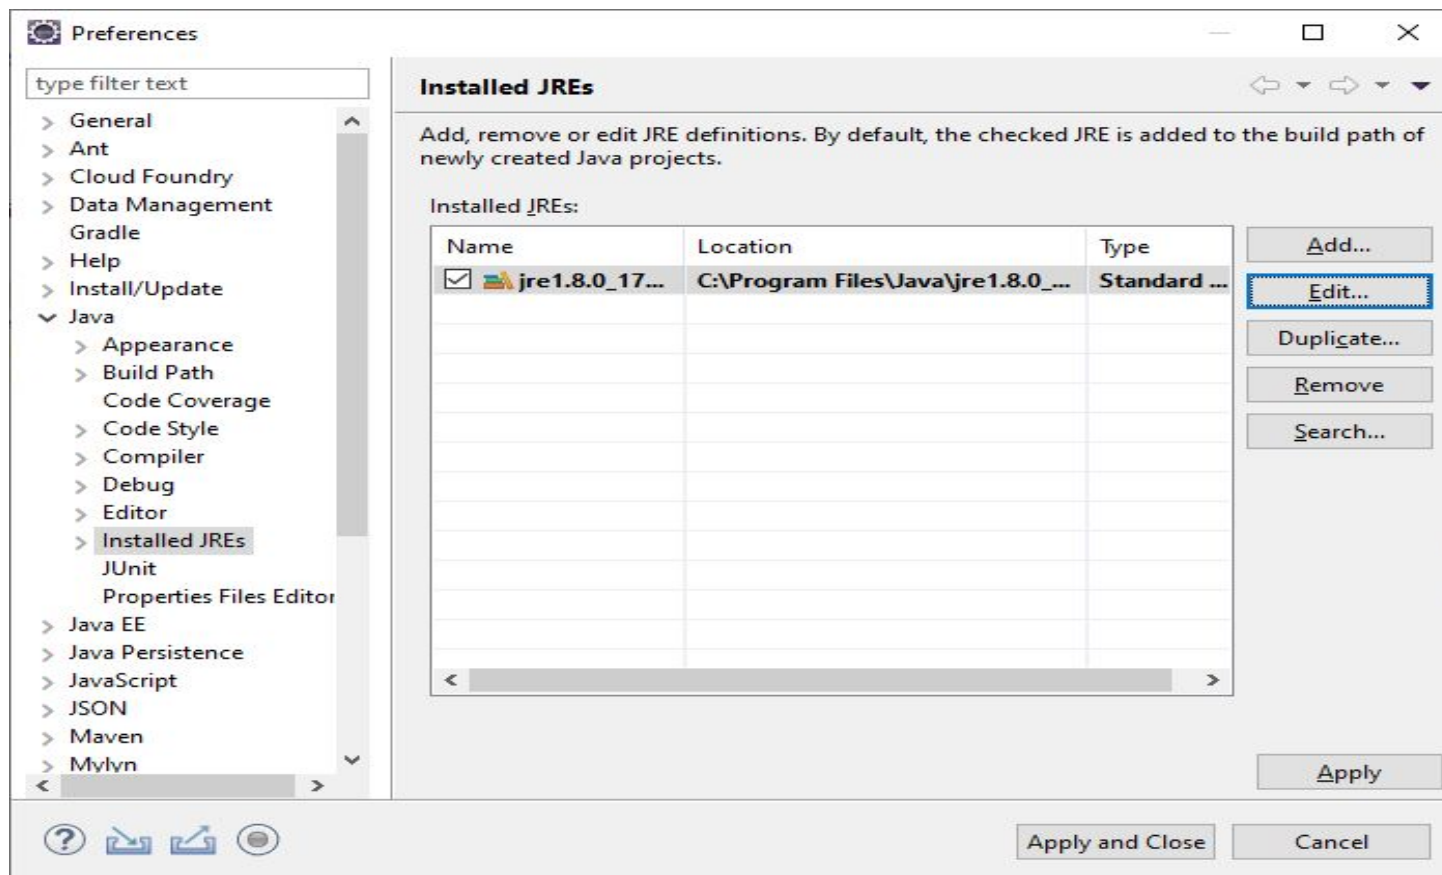 Preferences
type filter text
General
Ant
Cloud Foundry
Data Management
Gradle
Help
Install/Update
Java
Appearance
Build Path
Code Coverage
Code Style
Compiler
Debug
Editor
Installed JREs
JUnit
Properties Files Editor
Java EE
Java Persistence
JavaScript
JSON
Maven
Mylyn
Installed JREs
Add, remove or edit JRE definitions. By default, the checked JRE is added to the build path of
newly created Java projects.
Installed JREs:
Name Location Type
jre1.8.0_17... C:\Program Files\Java\jre1.8.0_... Standard ...
Add...
Edit...
Duplicate...
Remove
Search...
Apply
Apply and Close Cancel